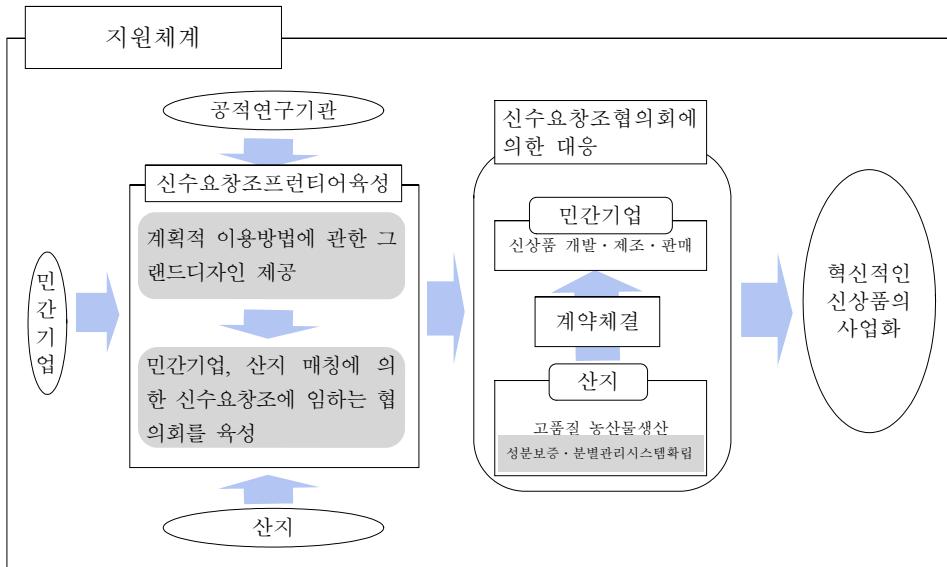 지원체계
공적연구기관
신수요창조프런티어육성
계획적 이용방법에 관한 그
랜드디자인 제공
민간기업, 산지 매칭에 의
한 신수요창조에 임하는 협
의회를 육성
민
간
기
업
산지
신수요창조협의회에
의한 대응
민간기업
신상품 개발・제조・판매
계약체결
산지
고품질 농산물생산
성분보증・분별관리시스템확립
혁신적인
신상품의
사업화